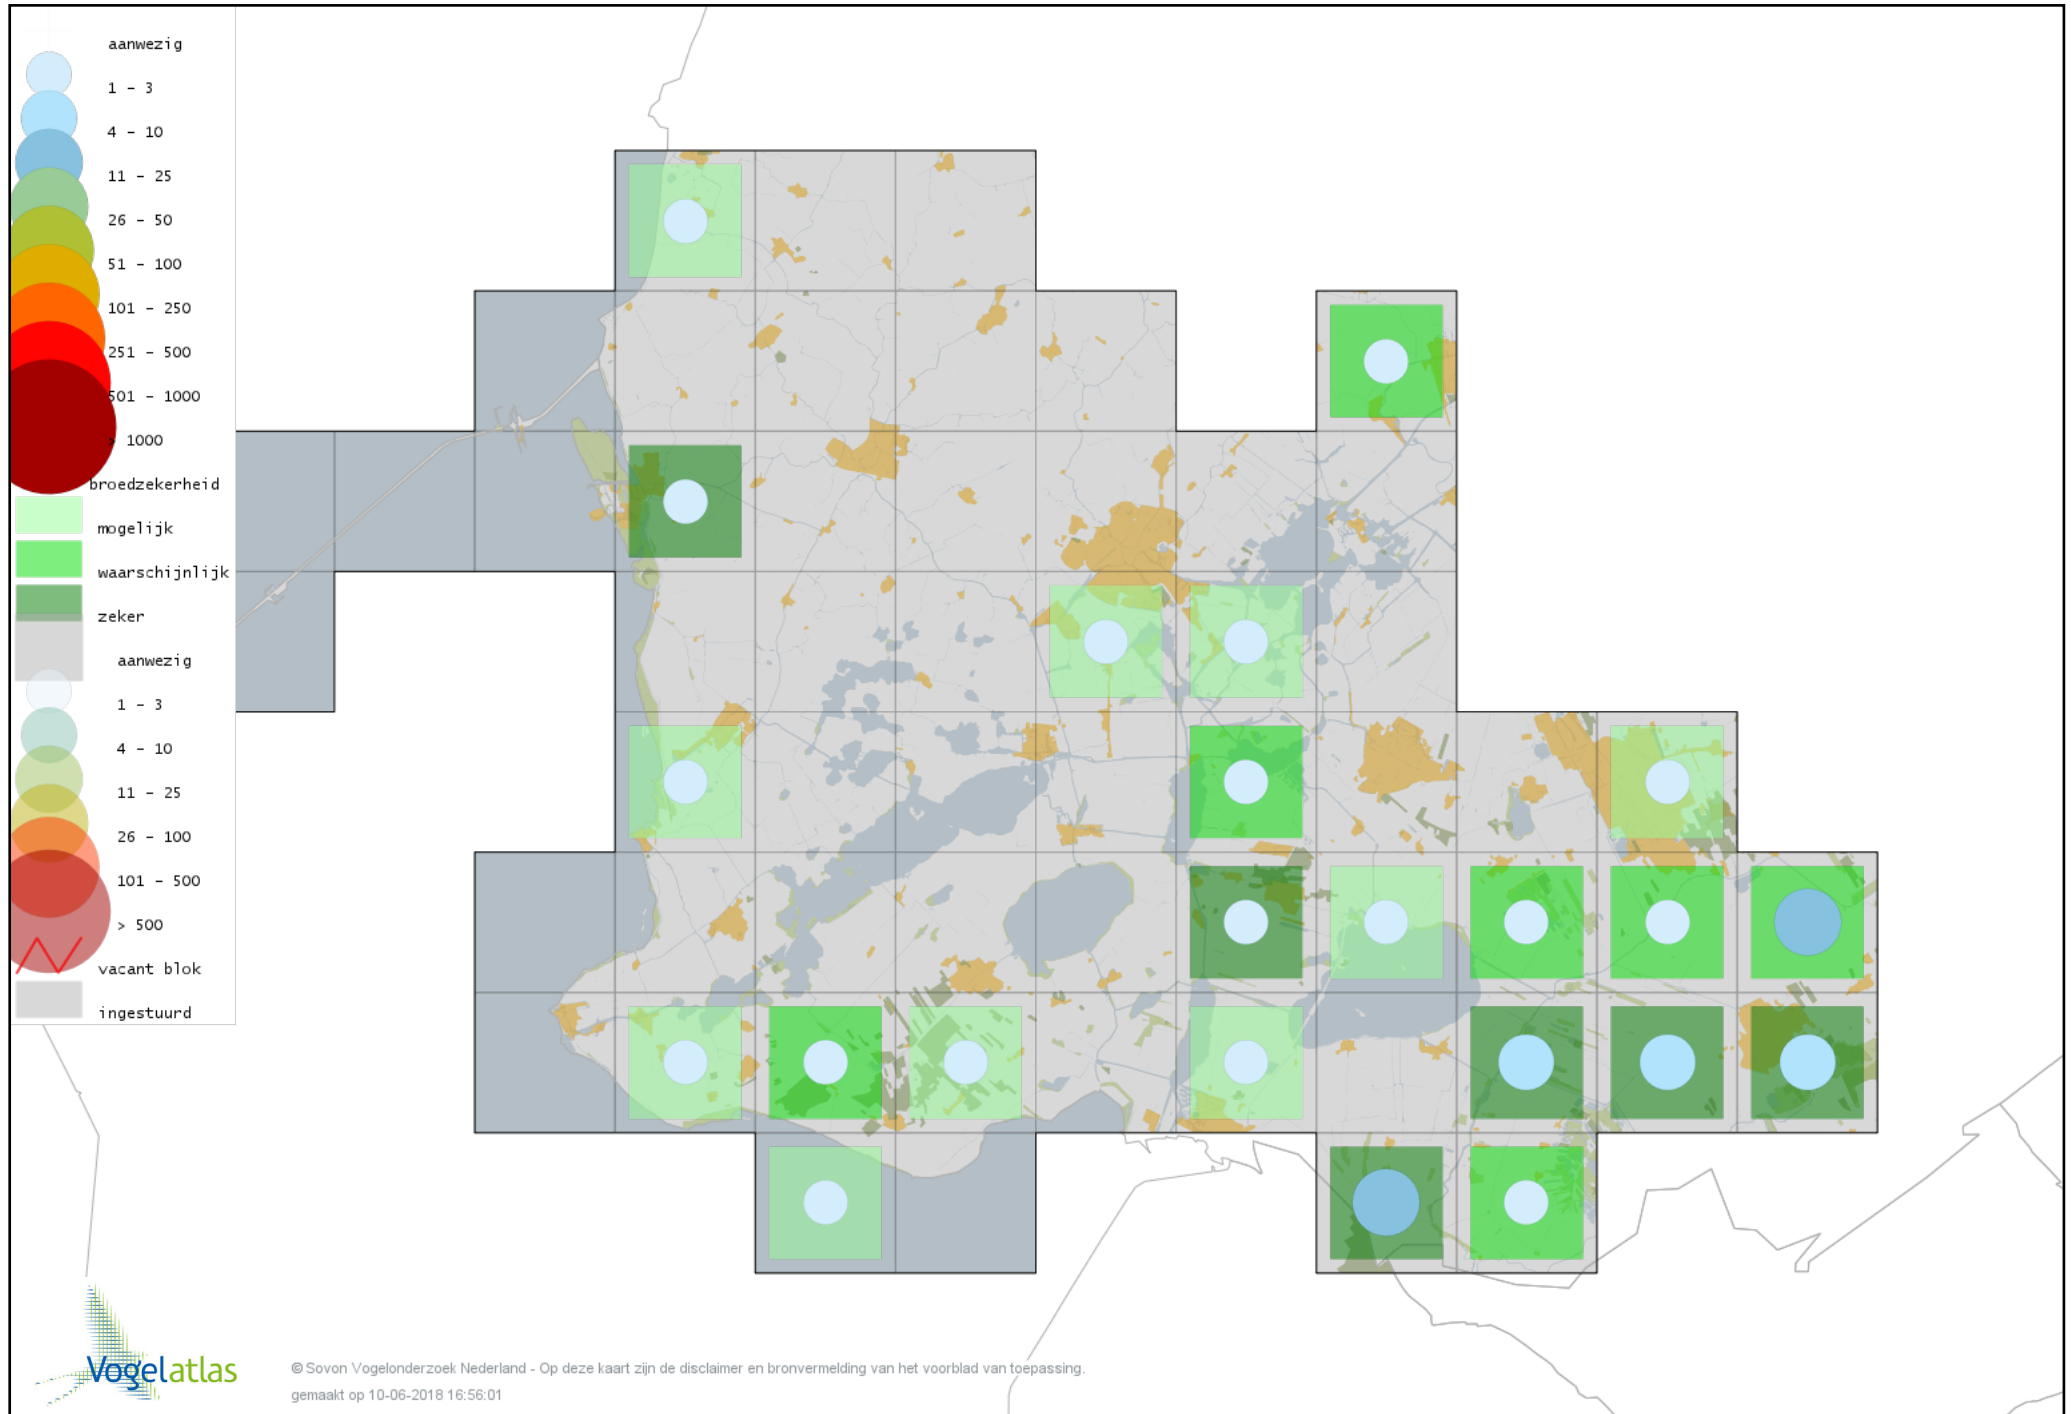 aanwezig
1 - 3
4 - 10
11 - 25
26 - 50
51 - 100
101 - 250
251 - 500
501 - 1000
> 1000
broedzekerheid
mogelijk
waarschijnlijk
zeker
aanwezig
1 - 3
4 - 10
11 - 25
26 - 100
101 - 500
> 500
vacant blok
ingestuurd
Vogelatlas
© Sovon Vogelonderzoek Nederland - Op deze kaart zijn de disclaimer en bronvermelding van het voorblad van toepassing.
gemaakt op 10-06-2018 16:56:01